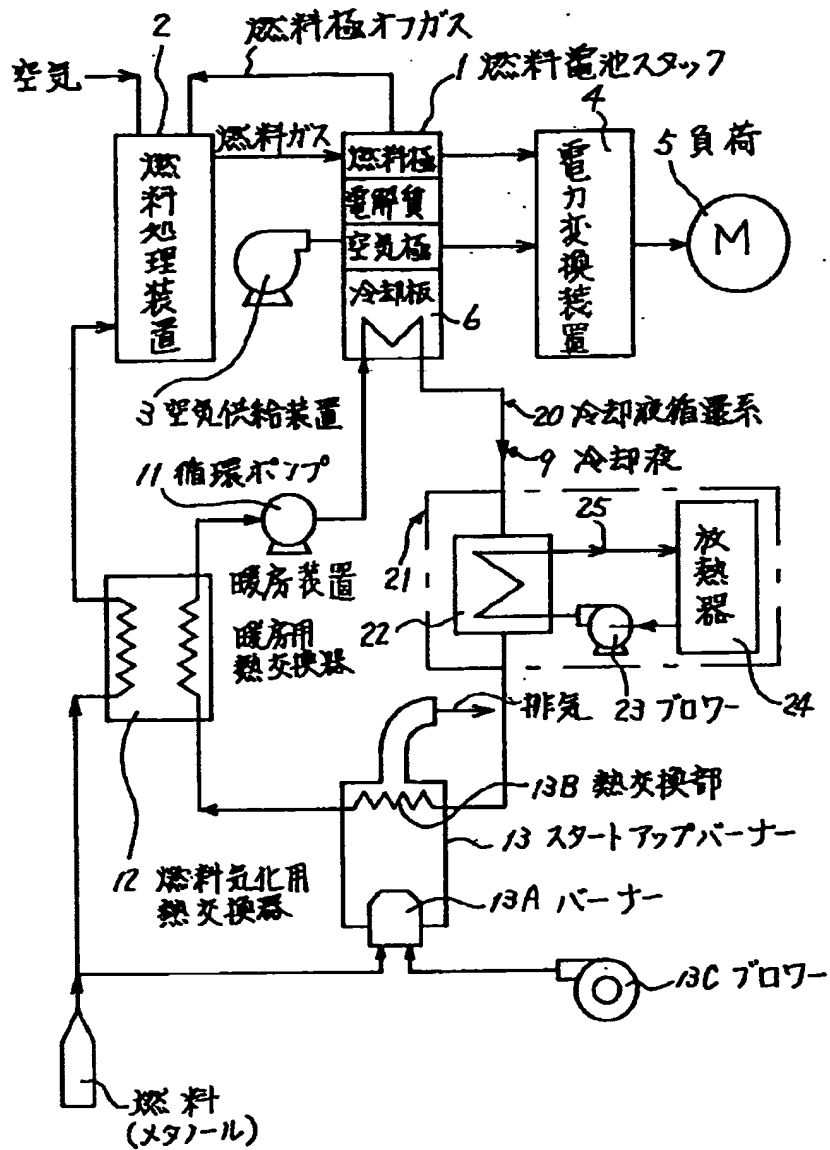 2
燃料極オフガス
空気
1 燃料電池スタック
4
燃料ガス
5 負荷
燃料処理装置
燃料極
電解質
空気極
冷却板
電力変換装置
M
6
3 空気供給装置
20 冷却液循還系
9 冷却液
11 循環ポンプ
25
放熱器
21
暖房装置
22
暖房用
熱交換器
23 ブロワー
24
排気
13B 熱交換部
13 スタートアップバーナー
12 燃料気化用
熱交換器
13A バーナー
13C ブロワー
燃料
(メタノール)